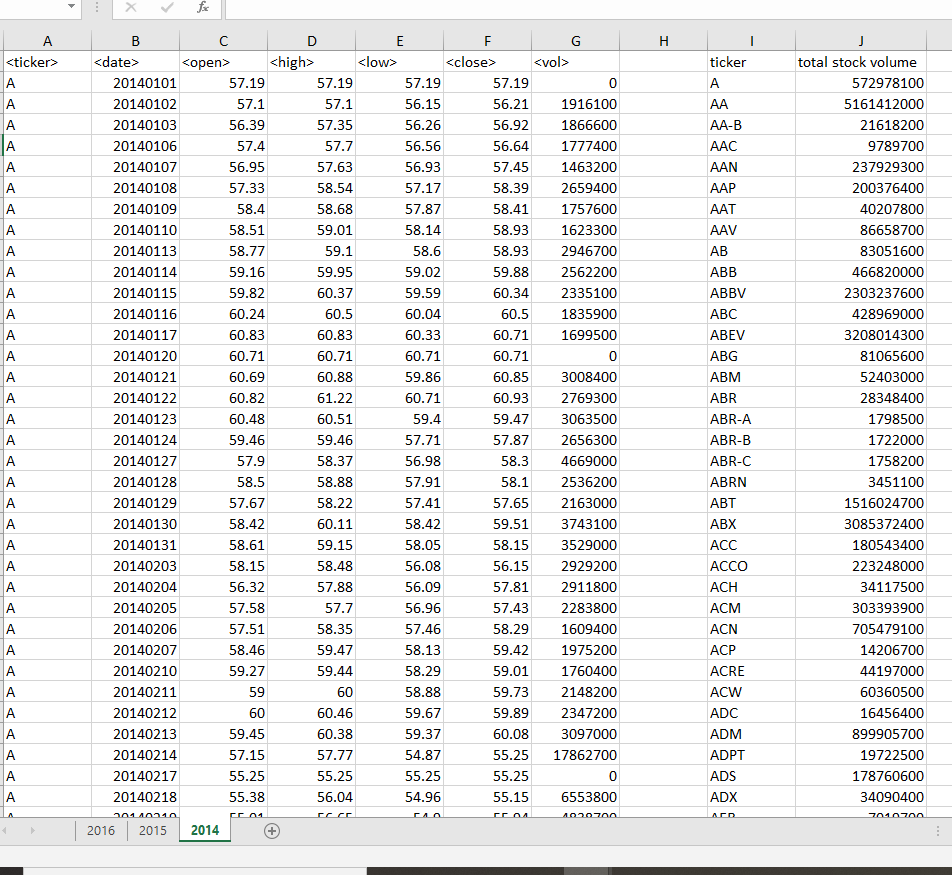 fx
A B C D E F G H I J
<ticker> <date> <open> <high> <low> <close> <vol> ticker total stock volume
A 20140101 57.19 57.19 57.19 57.19 0 A 572978100
A 20140102 57.1 57.1 56.15 56.21 1916100 AA 5161412000
A 20140103 56.39 57.35 56.26 56.92 1866600 AA-B 21618200
A 20140106 57.4 57.7 56.56 56.64 1777400 AAC 9789700
A 20140107 56.95 57.63 56.93 57.45 1463200 AAN 237929300
A 20140108 57.33 58.54 57.17 58.39 2659400 AAP 200376400
A 20140109 58.4 58.68 57.87 58.41 1757600 AAT 40207800
A 20140110 58.51 59.01 58.14 58.93 1623300 AAV 86658700
A 20140113 58.77 59.1 58.6 58.93 2946700 AB 83051600
A 20140114 59.16 59.95 59.02 59.88 2562200 ABB 466820000
A 20140115 59.82 60.37 59.59 60.34 2335100 ABBV 2303237600
A 20140116 60.24 60.5 60.04 60.5 1835900 ABC 428969000
A 20140117 60.83 60.83 60.33 60.71 1699500 ABEV 3208014300
A 20140120 60.71 60.71 60.71 60.71 0 ABG 81065600
A 20140121 60.69 60.88 59.86 60.85 3008400 ABM 52403000
A 20140122 60.82 61.22 60.71 60.93 2769300 ABR 28348400
A 20140123 60.48 60.51 59.4 59.47 3063500 ABR-A 1798500
A 20140124 59.46 59.46 57.71 57.87 2656300 ABR-B 1722000
A 20140127 57.9 58.37 56.98 58.3 4669000 ABR-C 1758200
A 20140128 58.5 58.88 57.91 58.1 2536200 ABRN 3451100
A 20140129 57.67 58.22 57.41 57.65 2163000 ABT 1516024700
A 20140130 58.42 60.11 58.42 59.51 3743100 ABX 3085372400
A 20140131 58.61 59.15 58.05 58.15 3529000 ACC 180543400
A 20140203 58.15 58.48 56.08 56.15 2929200 ACCO 223248000
A 20140204 56.32 57.88 56.09 57.81 2911800 ACH 34117500
A 20140205 57.58 57.7 56.96 57.43 2283800 ACM 303393900
A 20140206 57.51 58.35 57.46 58.29 1609400 ACN 705479100
A 20140207 58.46 59.47 58.13 59.42 1975200 ACP 14206700
A 20140210 59.27 59.44 58.29 59.01 1760400 ACRE 44197000
A 20140211 59 60 58.88 59.73 2148200 ACW 60360500
A 20140212 60 60.46 59.67 59.89 2347200 ADC 16456400
A 20140213 59.45 60.38 59.37 60.08 3097000 ADM 899905700
A 20140214 57.15 57.77 54.87 55.25 17862700 ADPT 19722500
A 20140217 55.25 55.25 55.25 55.25 0 ADS 178760600
A 20140218 55.38 56.04 54.96 55.15 6553800 ADX 34090400
2016 2015 2014